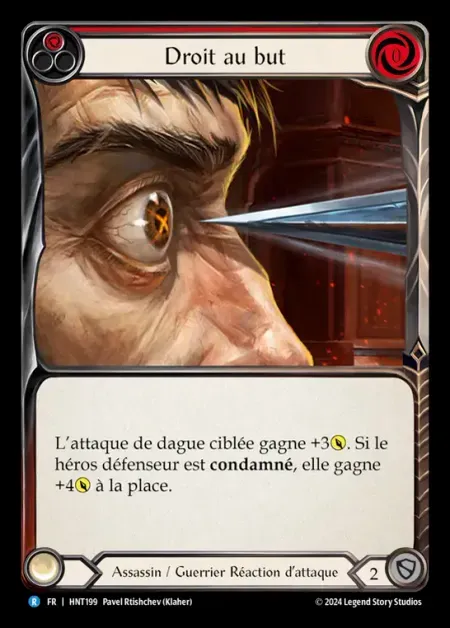 Droit au but
0
L'attaque de dague ciblée gagne +3. Si le
héros défenseur est condamné, elle gagne
+4 à la place.
Assassin / Guerrier Réaction d'attaque
2
R FR | HNT199 Pavel Rtishchev (Klaher)
© 2024 Legend Story Studios